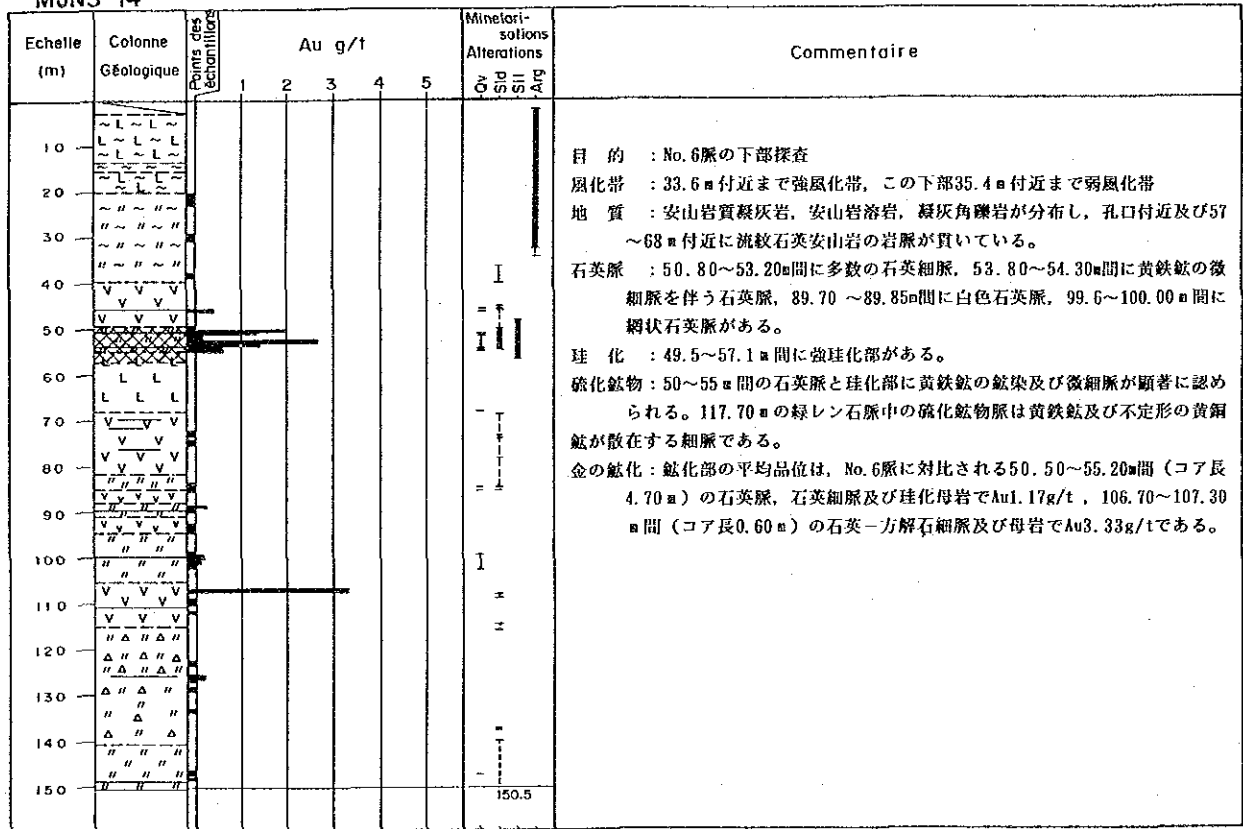 MONS 14
Echelle (m)
Colonne Géologique
Points des échantillons
Au g/t
1 2 3 4 5
Minelari-sations
Alterations
Qv Sld Sil Arg
Commentaire
10
20
30
40
50
60
70
80
90
100
110
120
130
140
150
150.5
目 的 : No.6脈の下部探査
風化帯 : 33.6m付近まで強風化帯, この下部35.4m付近まで弱風化帯
地 質 : 安山岩質凝灰岩, 安山岩溶岩, 凝灰角礫岩が分布し, 孔口付近及び57
～68m付近に流紋石英安山岩の岩脈が貫いている。
石英脈 : 50.80～53.20m間に多数の石英細脈, 53.80～54.30m間に黄鉄鉱の微
細脈を伴う石英脈, 89.70 ～89.85m間に白色石英脈, 99.6～100.00m間に
網状石英脈がある。
珪 化 : 49.5～57.1m間に強珪化部がある。
硫化鉱物 : 50～55m間の石英脈と珪化部に黄鉄鉱の鉱染及び微細脈が顕著に認め
られる。117.70mの緑レン石脈中の硫化鉱物脈は黄鉄鉱及び不定形の黄銅
鉱が散在する細脈である。
金の鉱化 : 鉱化部の平均品位は, No.6脈に対比される50.50～55.20m間 (コア長
4.70m) の石英脈, 石英細脈及び珪化母岩でAu1.17g/t , 106.70～107.30
m間 (コア長0.60m) の石英－方解石細脈及び母岩でAu3.33g/tである。